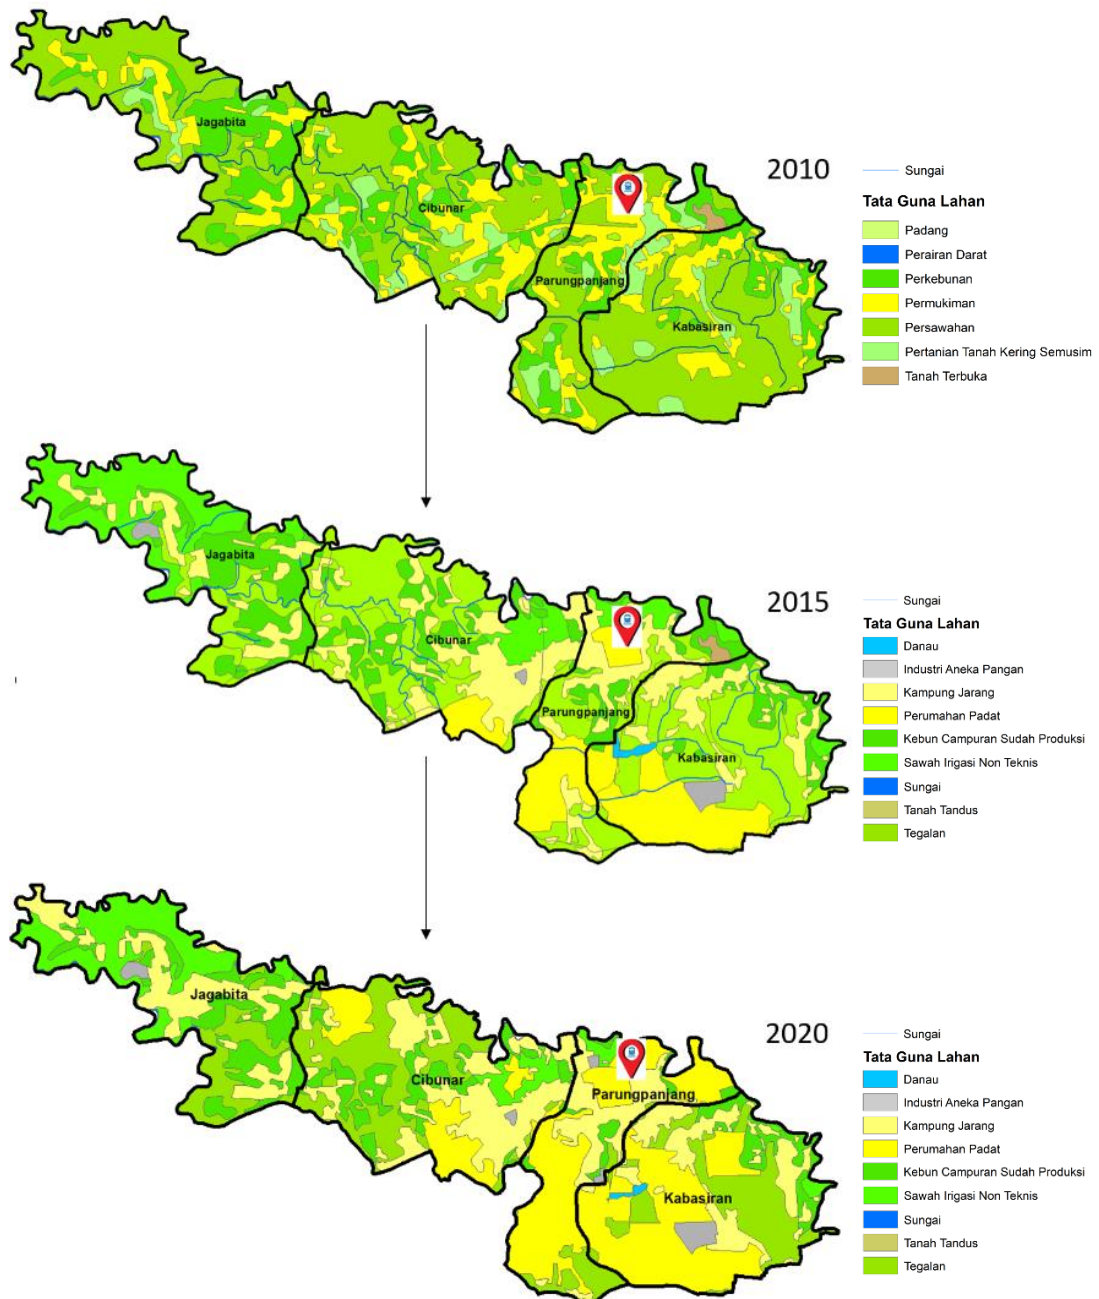 2010
Jagabita
Cibunar
Parungpanjang
Kabasiran
Sungai
Tata Guna Lahan
Padang
Perairan Darat
Perkebunan
Permukiman
Persawahan
Pertanian Tanah Kering Semusim
Tanah Terbuka
2015
Jagabita
Cibunar
Parungpanjang
Kabasiran
Sungai
Tata Guna Lahan
Danau
Industri Aneka Pangan
Kampung Jarang
Perumahan Padat
Kebun Campuran Sudah Produksi
Sawah Irigasi Non Teknis
Sungai
Tanah Tandus
Tegalan
2020
Jagabita
Cibunar
Parungpanjang
Kabasiran
Sungai
Tata Guna Lahan
Danau
Industri Aneka Pangan
Kampung Jarang
Perumahan Padat
Kebun Campuran Sudah Produksi
Sawah Irigasi Non Teknis
Sungai
Tanah Tandus
Tegalan